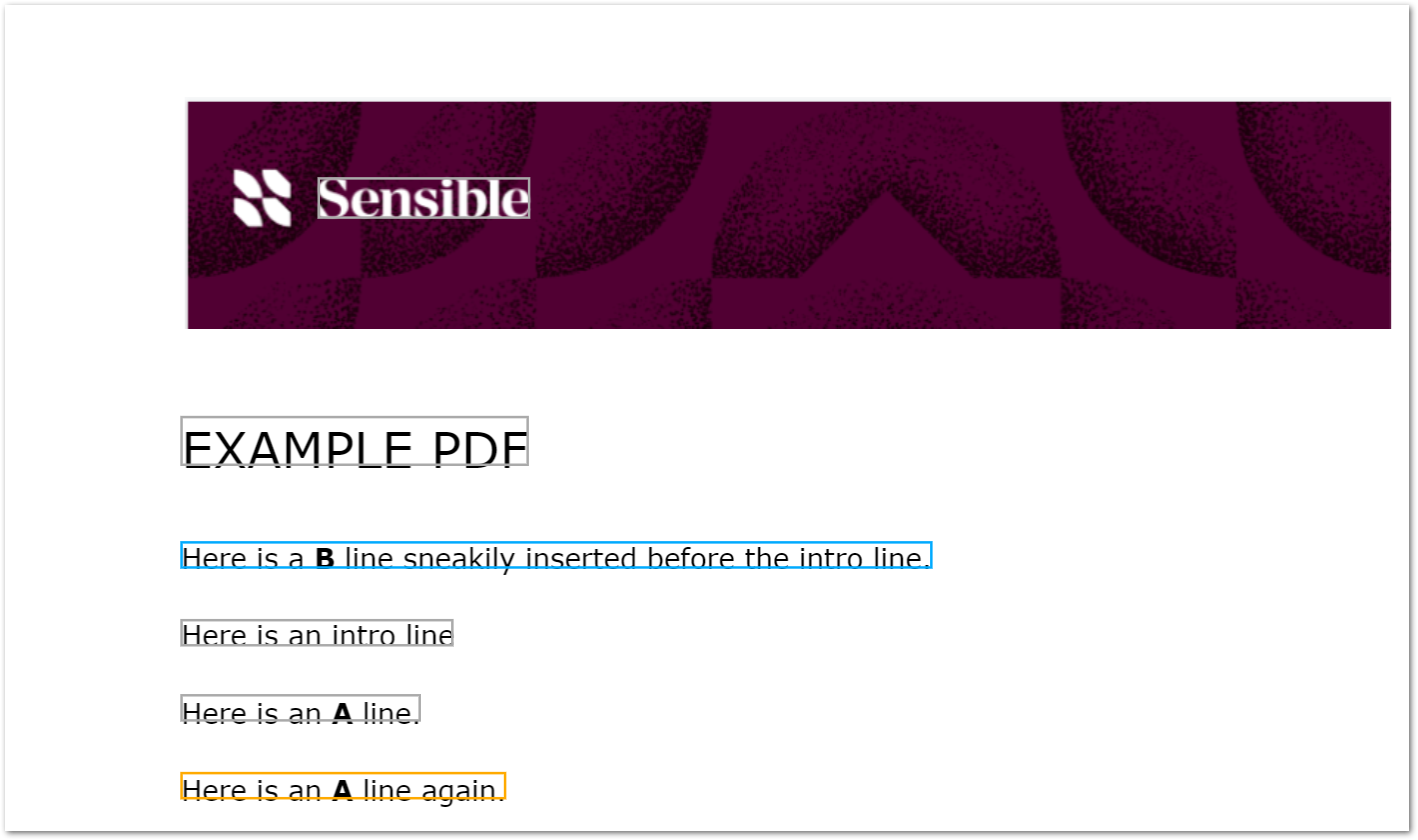 Sensible
EXAMPLE PDF
Here is a B line sneakily inserted before the intro line.
Here is an intro line
Here is an A line.
Here is an A line again.